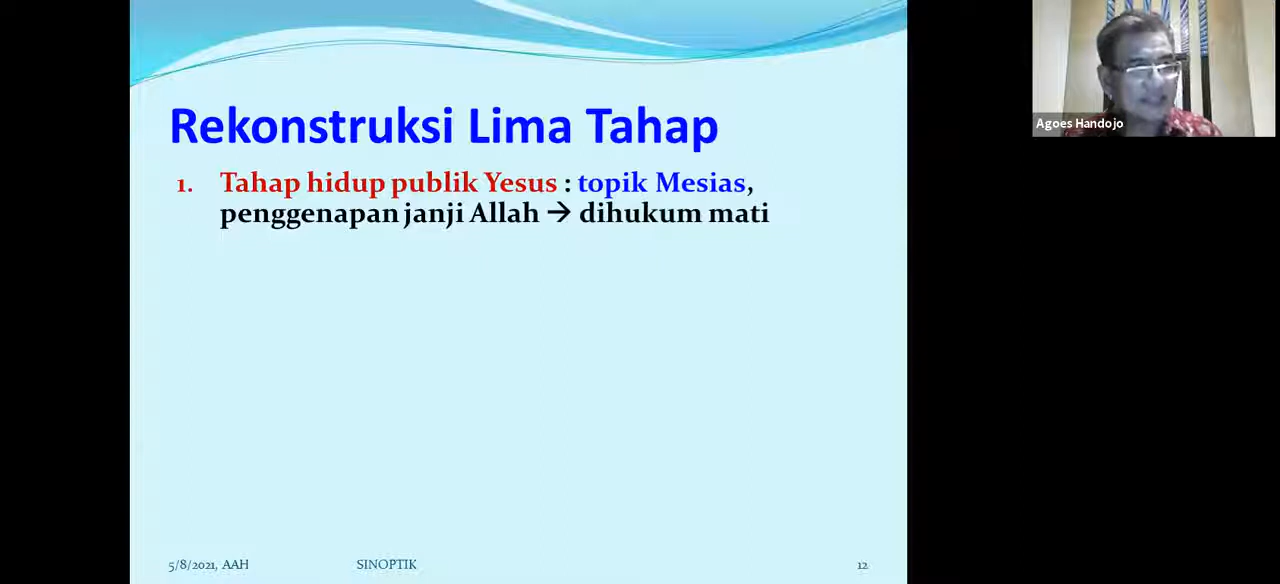 Rekonstruksi Lima Tahap
1. Tahap hidup publik Yesus : topik Mesias,
penggenapan janji Allah → dihukum mati
5/8/2021, AAH SINOPTIK 12
Agoes Handojo